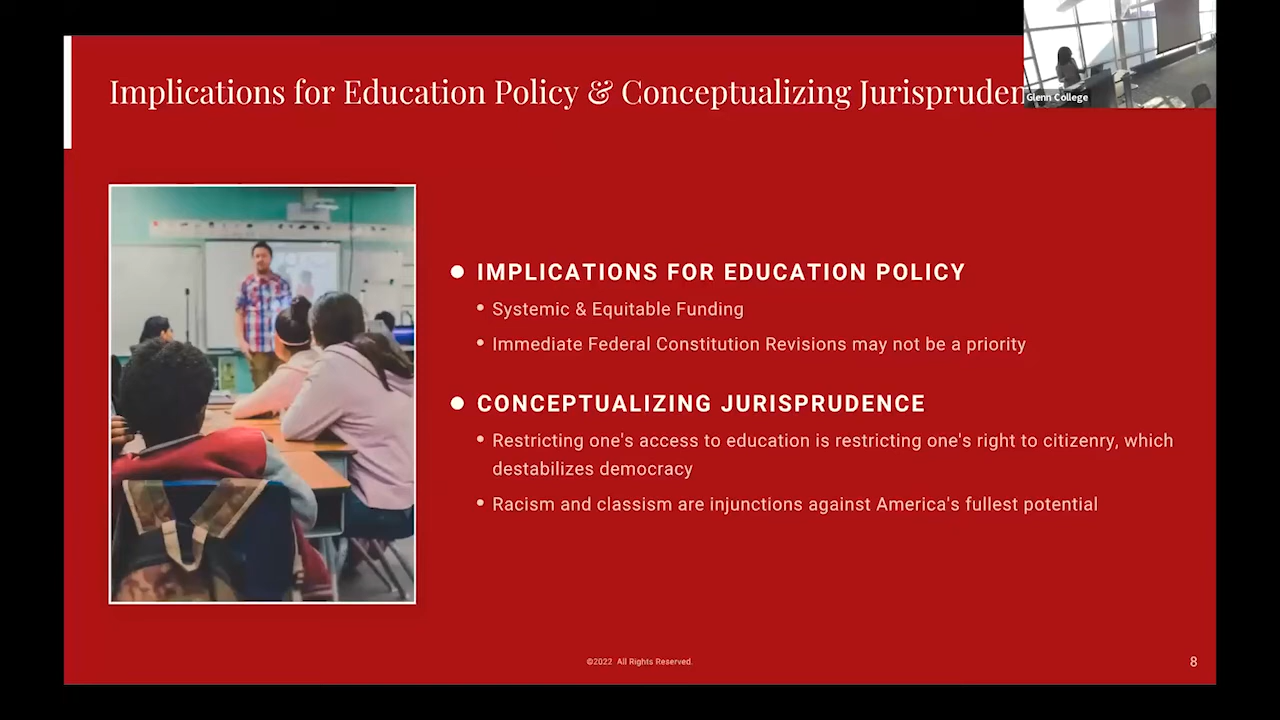 Implications for Education Policy & Conceptualizing Jurispruden
Glenn College
IMPLICATIONS FOR EDUCATION POLICY
Systemic & Equitable Funding
Immediate Federal Constitution Revisions may not be a priority
CONCEPTUALIZING JURISPRUDENCE
Restricting one's access to education is restricting one's right to citizenry, which
destabilizes democracy
Racism and classism are injunctions against America's fullest potential
©2022 All Rights Reserved.
8